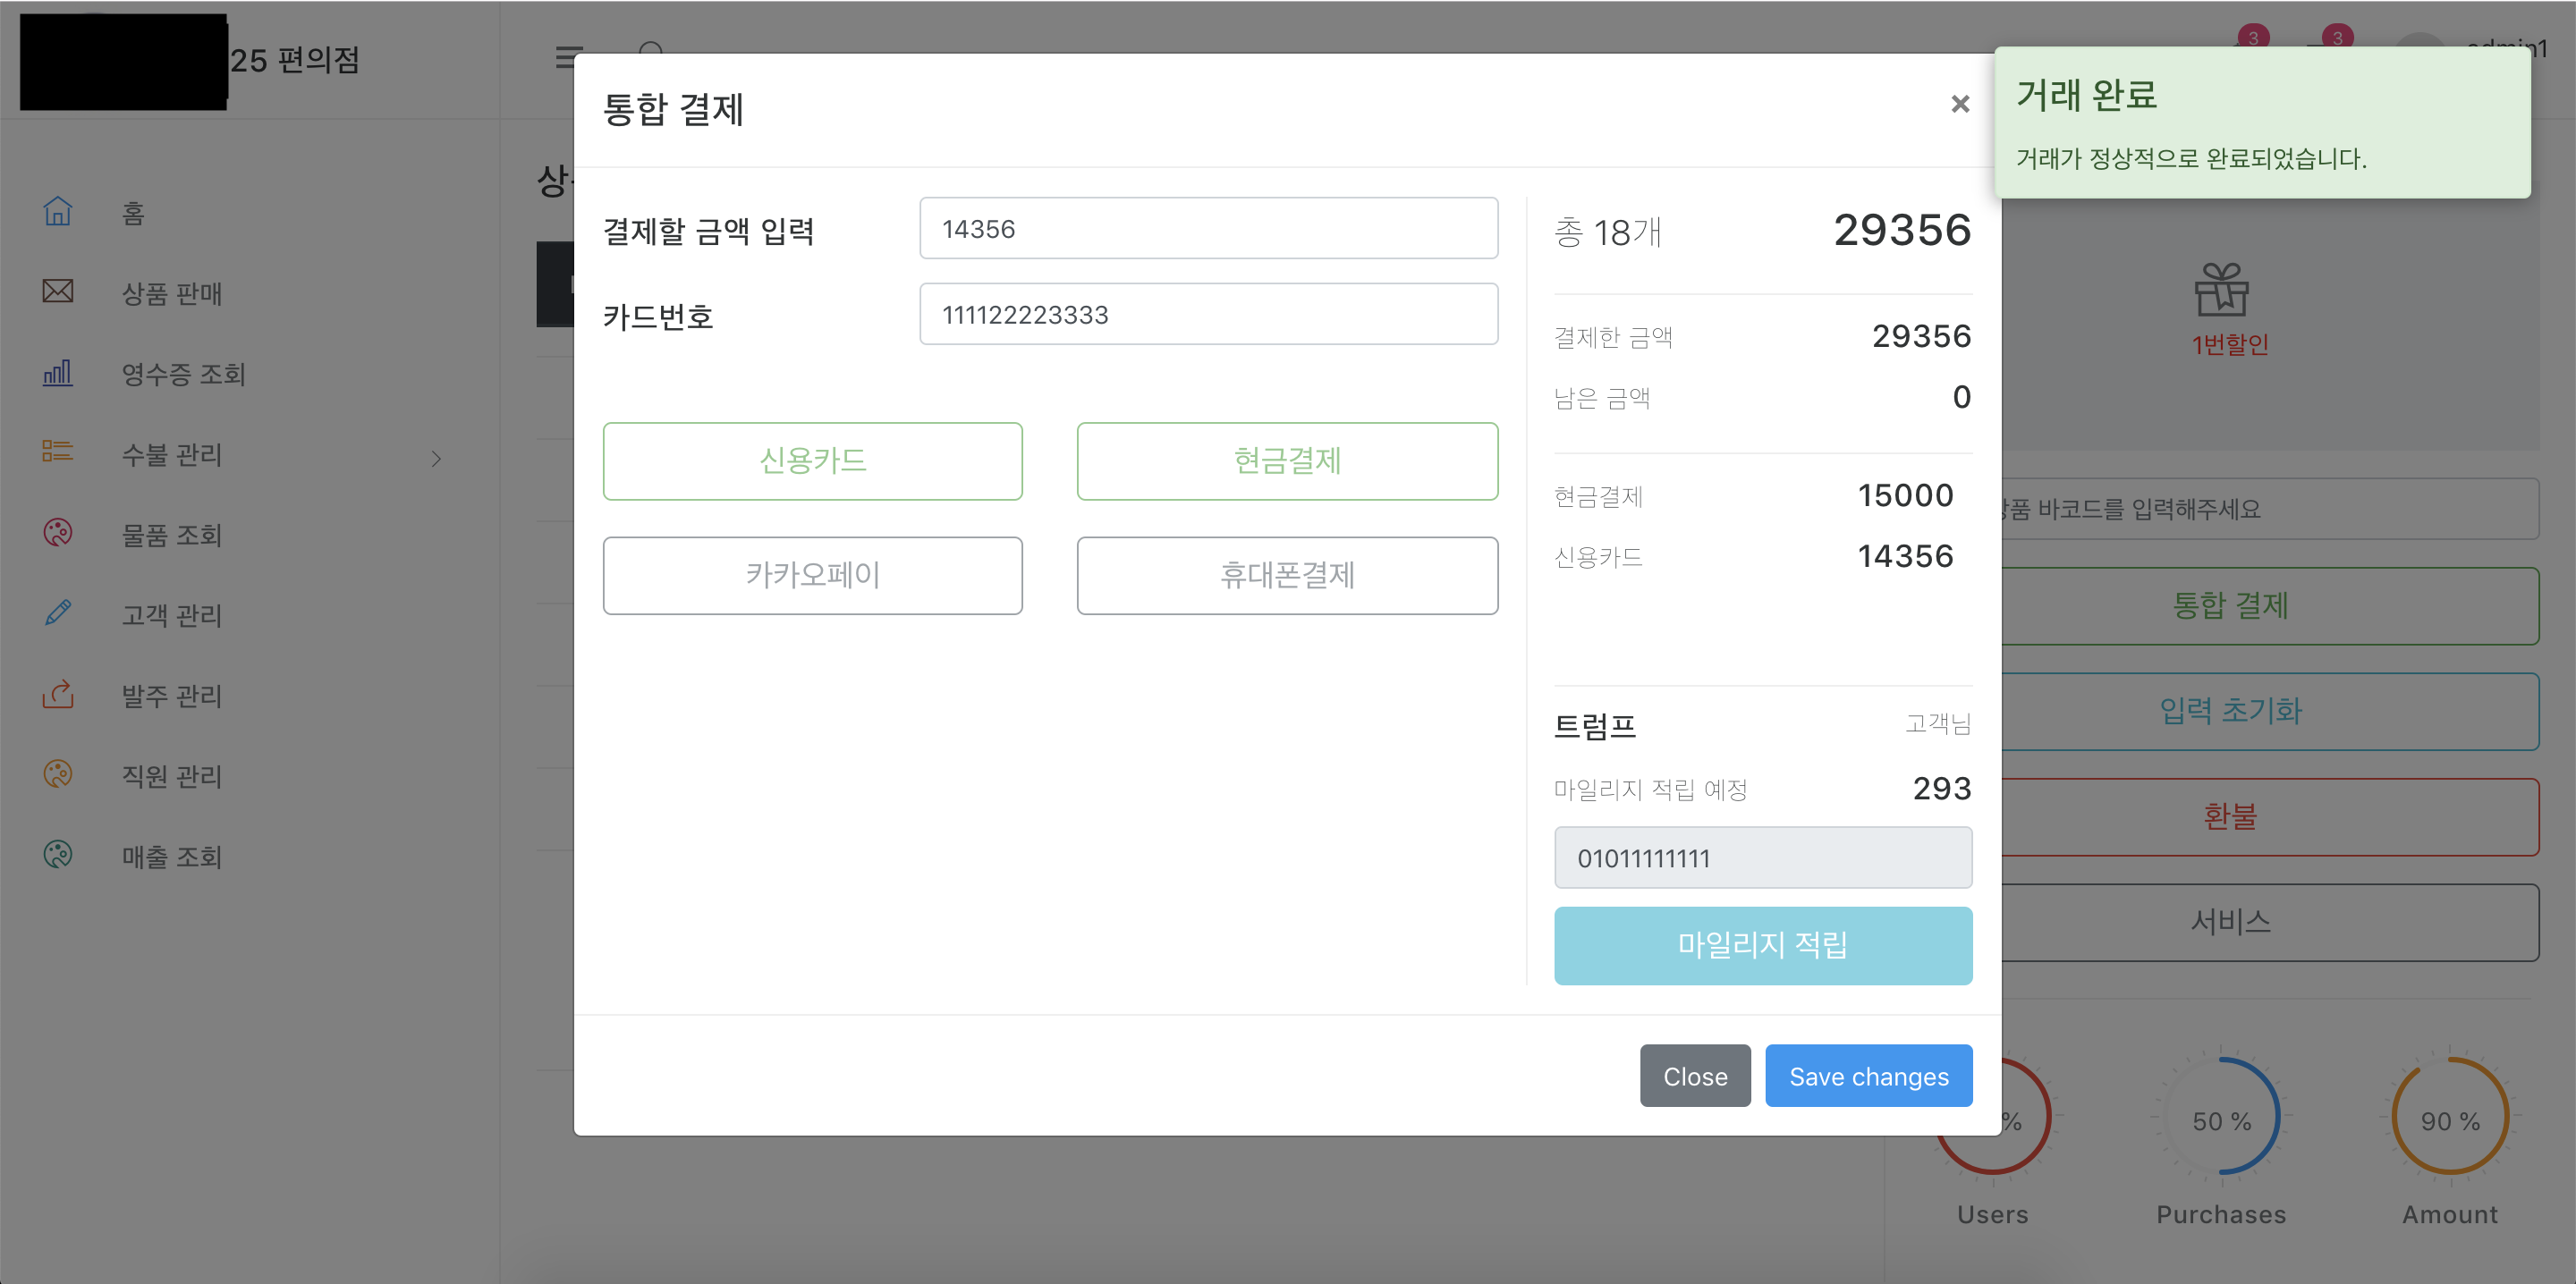 25 편의점
홈
상품 판매
영수증 조회
수불 관리
물품 조회
고객 관리
발주 관리
직원 관리
매출 조회
통합 결제
×
결제할 금액 입력
14356
카드번호
111122223333
신용카드
현금결제
카카오페이
휴대폰결제
총 18개
29356
결제한 금액
29356
남은 금액
0
현금결제
15000
신용카드
14356
트럼프
고객님
마일리지 적립 예정
293
01011111111
마일리지 적립
Close
Save changes
3
3
거래 완료
거래가 정상적으로 완료되었습니다.
1번할인
바코드를 입력해주세요
통합 결제
입력 초기화
환불
서비스
%
50 %
90 %
Users
Purchases
Amount